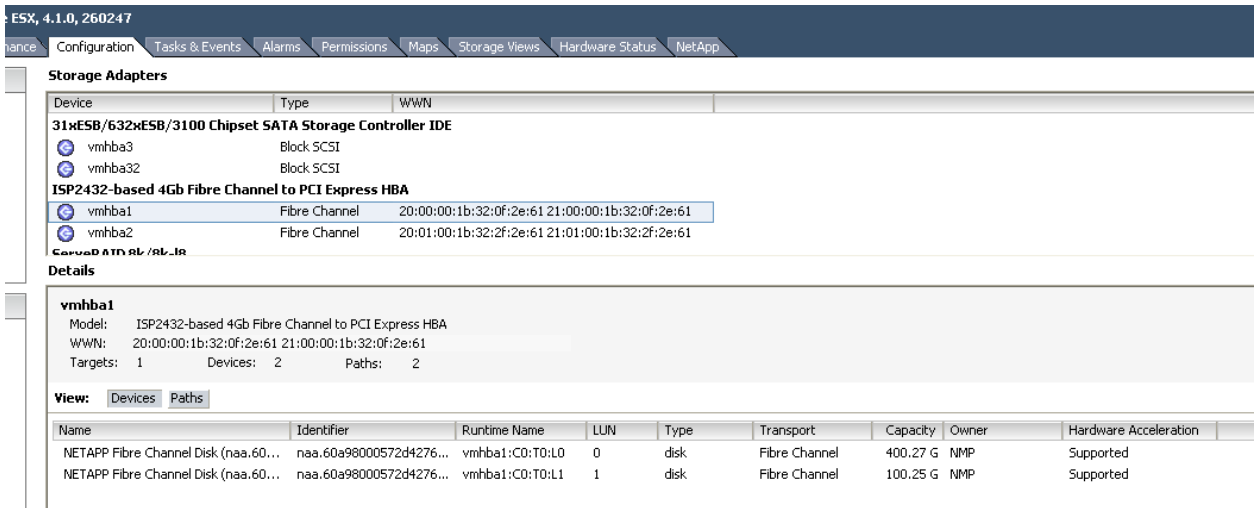 ESX, 4.1.0, 260247
Configuration Tasks & Events Alarms Permissions Maps Storage Views Hardware Status NetApp
Storage Adapters
Device Type WWN
31xESB/632xESB/3100 Chipset SATA Storage Controller IDE
vmhba3 Block SCSI
vmhba32 Block SCSI
ISP2432-based 4Gb Fibre Channel to PCI Express HBA
vmhba1 Fibre Channel 20:00:00:1b:32:0f:2e:61 21:00:00:1b:32:0f:2e:61
vmhba2 Fibre Channel 20:01:00:1b:32:2f:2e:61 21:01:00:1b:32:2f:2e:61
ServeRAID 8k/8k-l8
Details
vmhba1
Model: ISP2432-based 4Gb Fibre Channel to PCI Express HBA
WWN: 20:00:00:1b:32:0f:2e:61 21:00:00:1b:32:0f:2e:61
Targets: 1 Devices: 2 Paths: 2
View: Devices Paths
Name Identifier Runtime Name LUN Type Transport Capacity Owner Hardware Acceleration
NETAPP Fibre Channel Disk (naa.60... naa.60a98000572d4276... vmhba1:C0:T0:L0 0 disk Fibre Channel 400.27 G NMP Supported
NETAPP Fibre Channel Disk (naa.60... naa.60a98000572d4276... vmhba1:C0:T0:L1 1 disk Fibre Channel 100.25 G NMP Supported